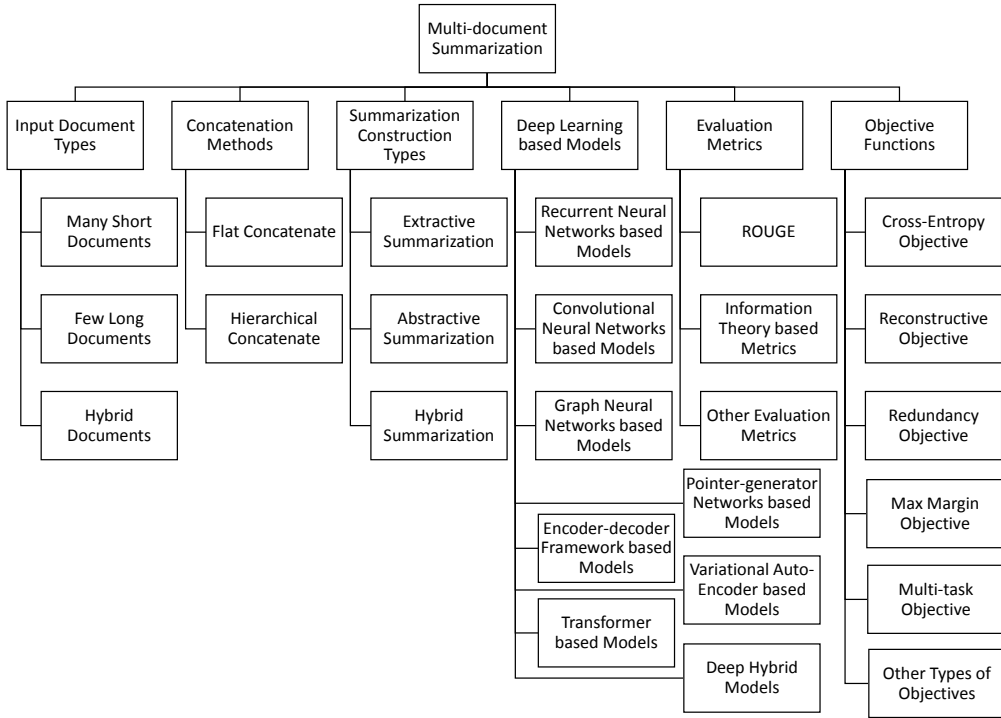 Multi-document
Summarization
Input Document
Types
Concatenation
Methods
Summarization
Construction
Types
Deep Learning
based Models
Evaluation
Metrics
Objective
Functions
Many Short
Documents
Few Long
Documents
Hybrid
Documents
Flat Concatenate
Hierarchical
Concatenate
Extractive
Summarization
Abstractive
Summarization
Hybrid
Summarization
Recurrent Neural
Networks based
Models
Convolutional
Neural Networks
based Models
Graph Neural
Networks based
Models
Pointer-generator
Networks based
Models
Encoder-decoder
Framework based
Models
Variational Auto-
Encoder based
Models
Transformer
based Models
Deep Hybrid
Models
ROUGE
Information
Theory based
Metrics
Other Evaluation
Metrics
Cross-Entropy
Objective
Reconstructive
Objective
Redundancy
Objective
Max Margin
Objective
Multi-task
Objective
Other Types of
Objectives